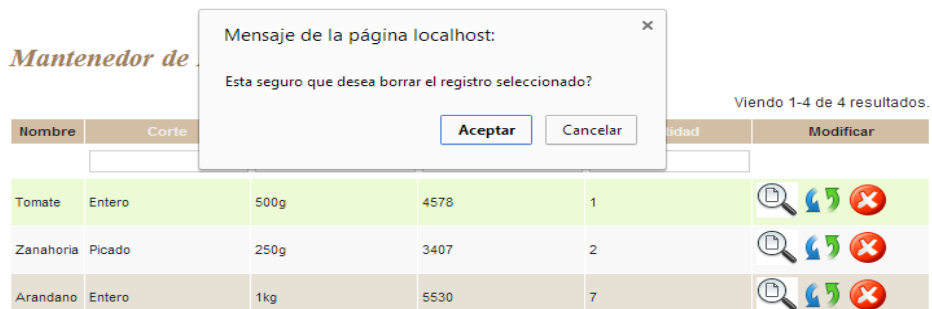 Mensaje de la página localhost:
Mantenedor de
Esta seguro que desea borrar el registro seleccionado?
Viendo 1-4 de 4 resultados.
Aceptar Cancelar
Nombre Corte tidad Modificar
Tomate Entero 500g 4578 1
Zanahoria Picado 250g 3407 2
Arandano Entero 1kg 5530 7